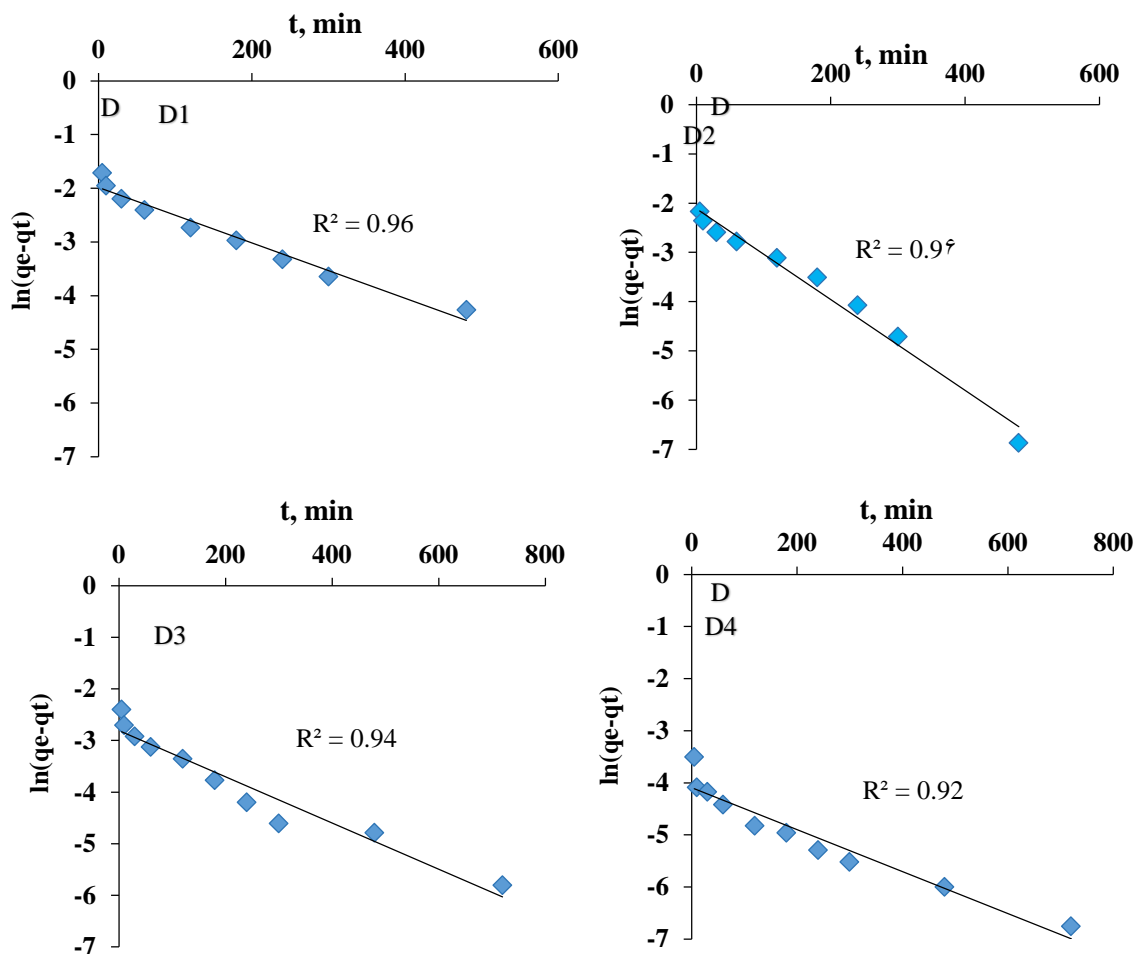 t, min
0 200 400 600
0
-1
-2
-3
-4
-5
-6
-7
ln(qe-qt)
D
D1
R² = 0.96
t, min
0 200 400 600
0
-1
-2
-3
-4
-5
-6
-7
ln(qe-qt)
D
D2
R² = 0.9۶
t, min
0 200 400 600 800
0
-1
-2
-3
-4
-5
-6
-7
ln(qe-qt)
D3
R² = 0.94
t, min
0 200 400 600 800
0
-1
-2
-3
-4
-5
-6
-7
ln(qe-qt)
D
D4
R² = 0.92